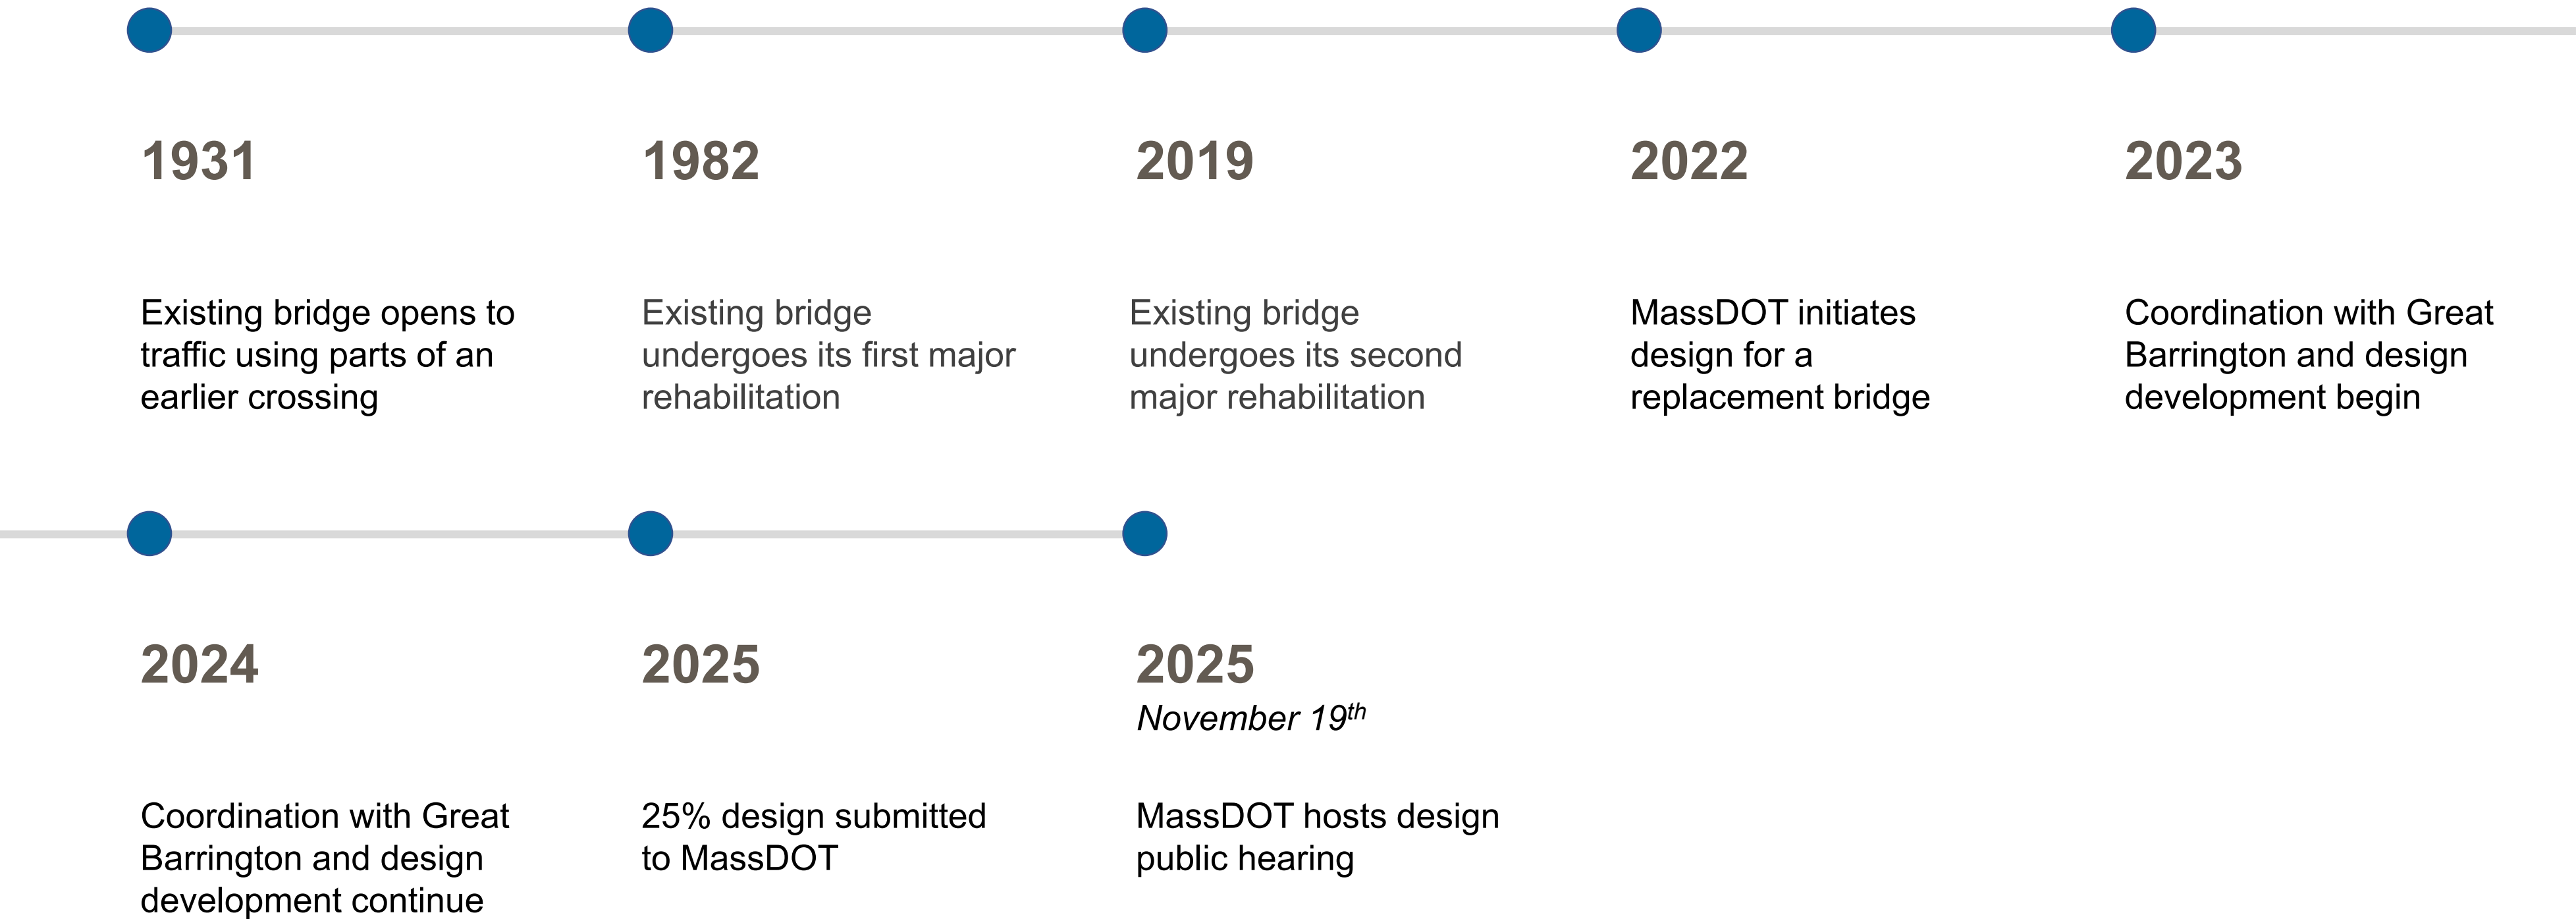 1931
Existing bridge opens to
traffic using parts of an
earlier crossing
1982
Existing bridge
undergoes its first major
rehabilitation
2019
Existing bridge
undergoes its second
major rehabilitation
2022
MassDOT initiates
design for a
replacement bridge
2023
Coordination with Great
Barrington and design
development begin
2024
Coordination with Great
Barrington and design
development continue
2025
25% design submitted
to MassDOT
2025
November 19th
MassDOT hosts design
public hearing